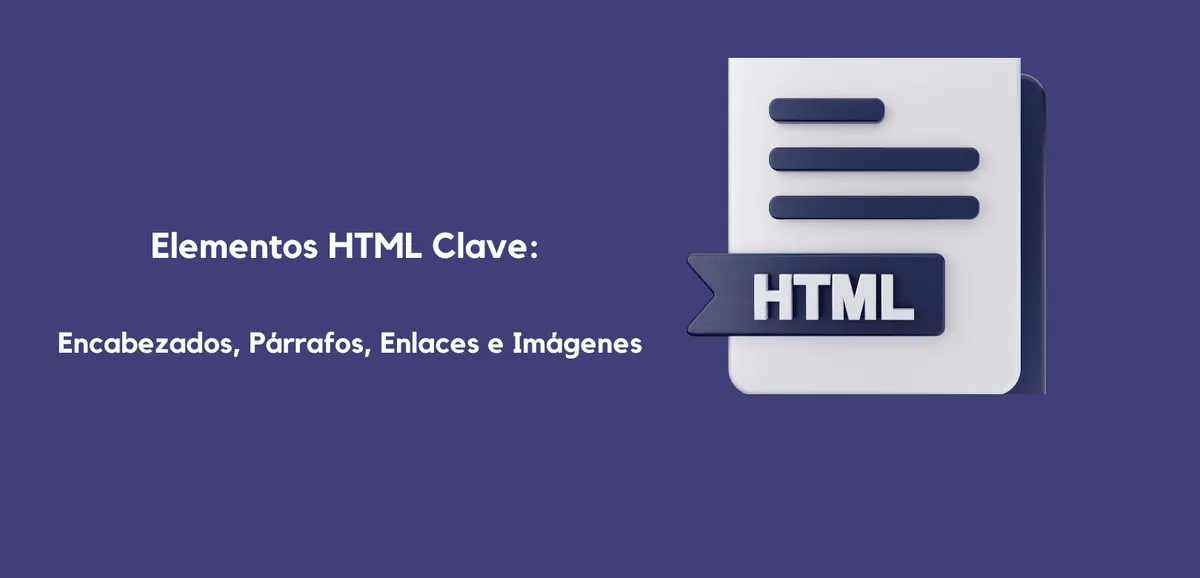 Elementos HTML Clave:
Encabezados, Párrafos, Enlaces e Imágenes
HTML